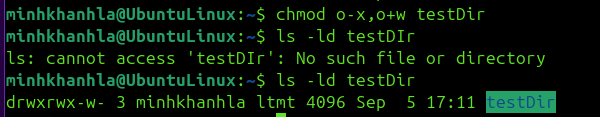 minhkhanhla@UbuntuLinux:~$ chmod o-x,o+w testDir
minhkhanhla@UbuntuLinux:~$ ls -ld testDIr
ls: cannot access 'testDIr': No such file or directory
minhkhanhla@UbuntuLinux:~$ ls -ld testDir
drwxrwx-w- 3 minhkhanhla ltmt 4096 Sep  5 17:11 testDir